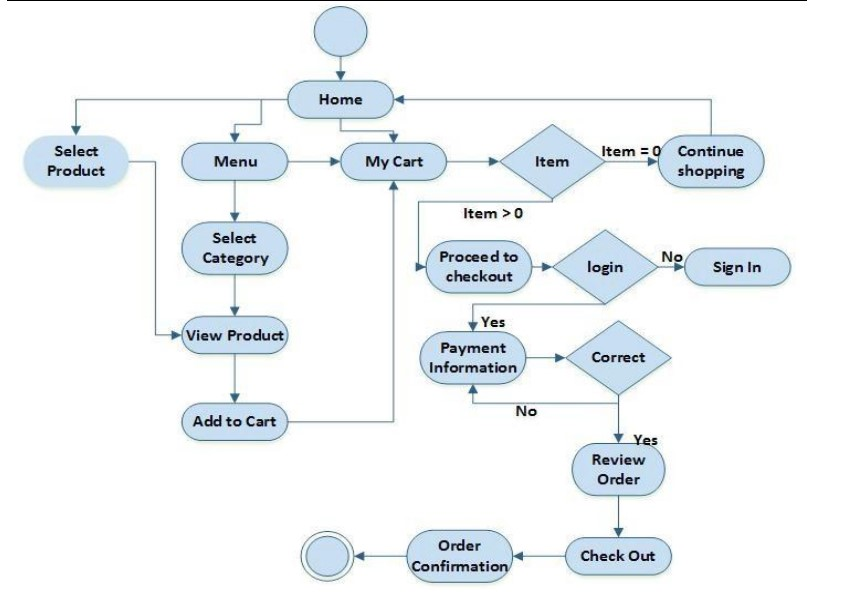 Home
Select
Product
Menu
My Cart
Item
Item = 0
Continue
shopping
Item > 0
Select
Category
Proceed to
checkout
login
No
Sign In
Yes
View Product
Payment
Information
Correct
No
Add to Cart
Yes
Review
Order
Order
Confirmation
Check Out